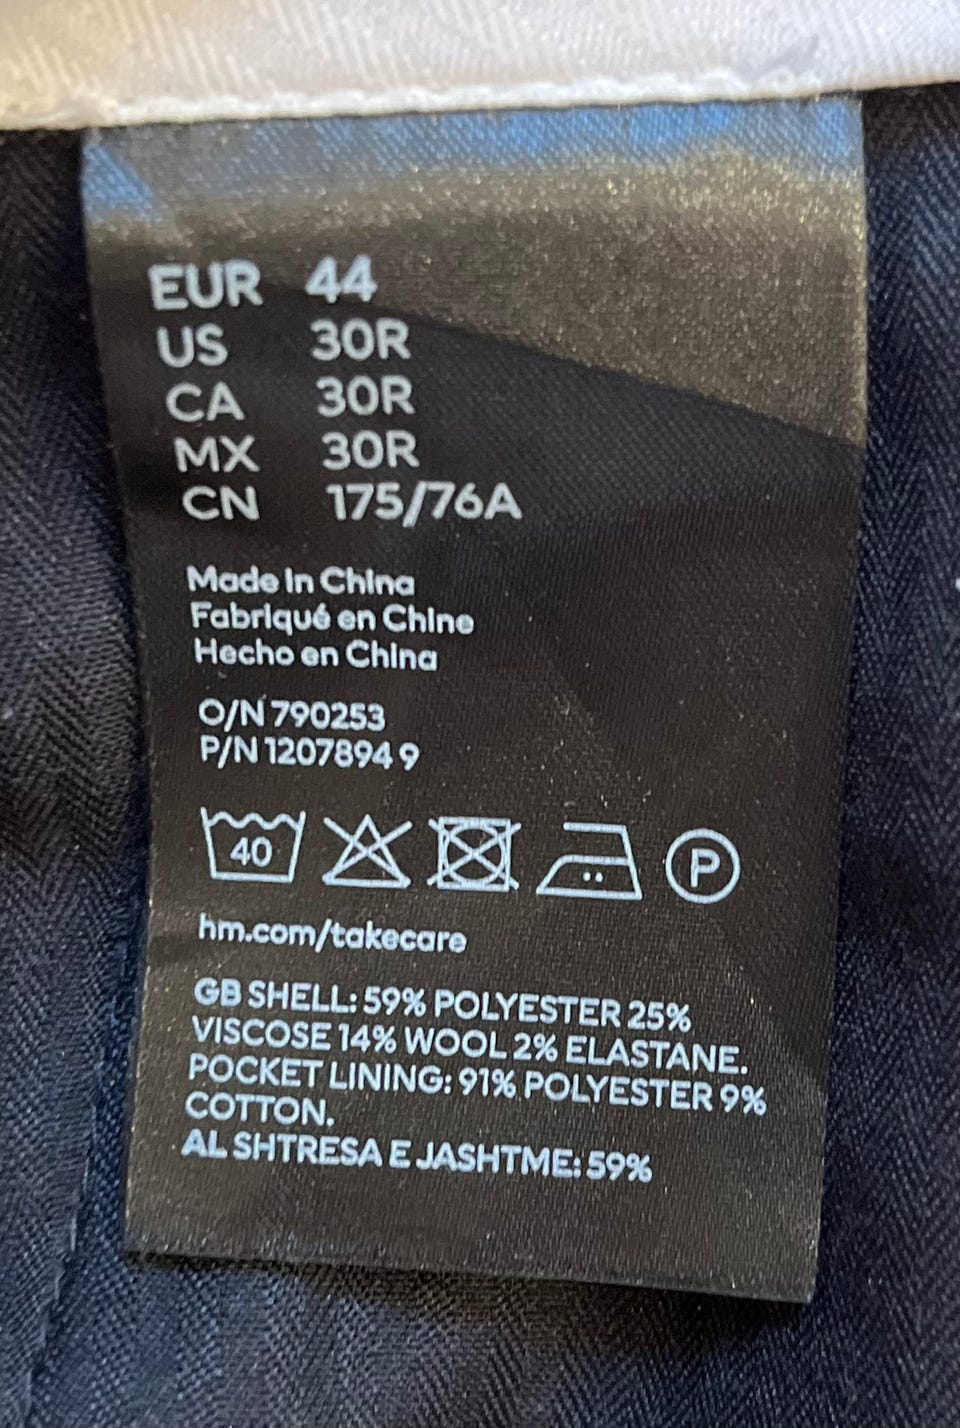 EUR 44
US 30R
CA 30R
MX 30R
CN 175/76A
Made in China
Fabriqué en Chine
Hecho en China
O/N 790253
P/N 1207894 9
40 P
hm.com/takecare
GB SHELL: 59% POLYESTER 25%
VISCOSE 14% WOOL 2% ELASTANE.
POCKET LINING: 91% POLYESTER 9%
COTTON.
AL SHTRESA E JASHTME: 59%